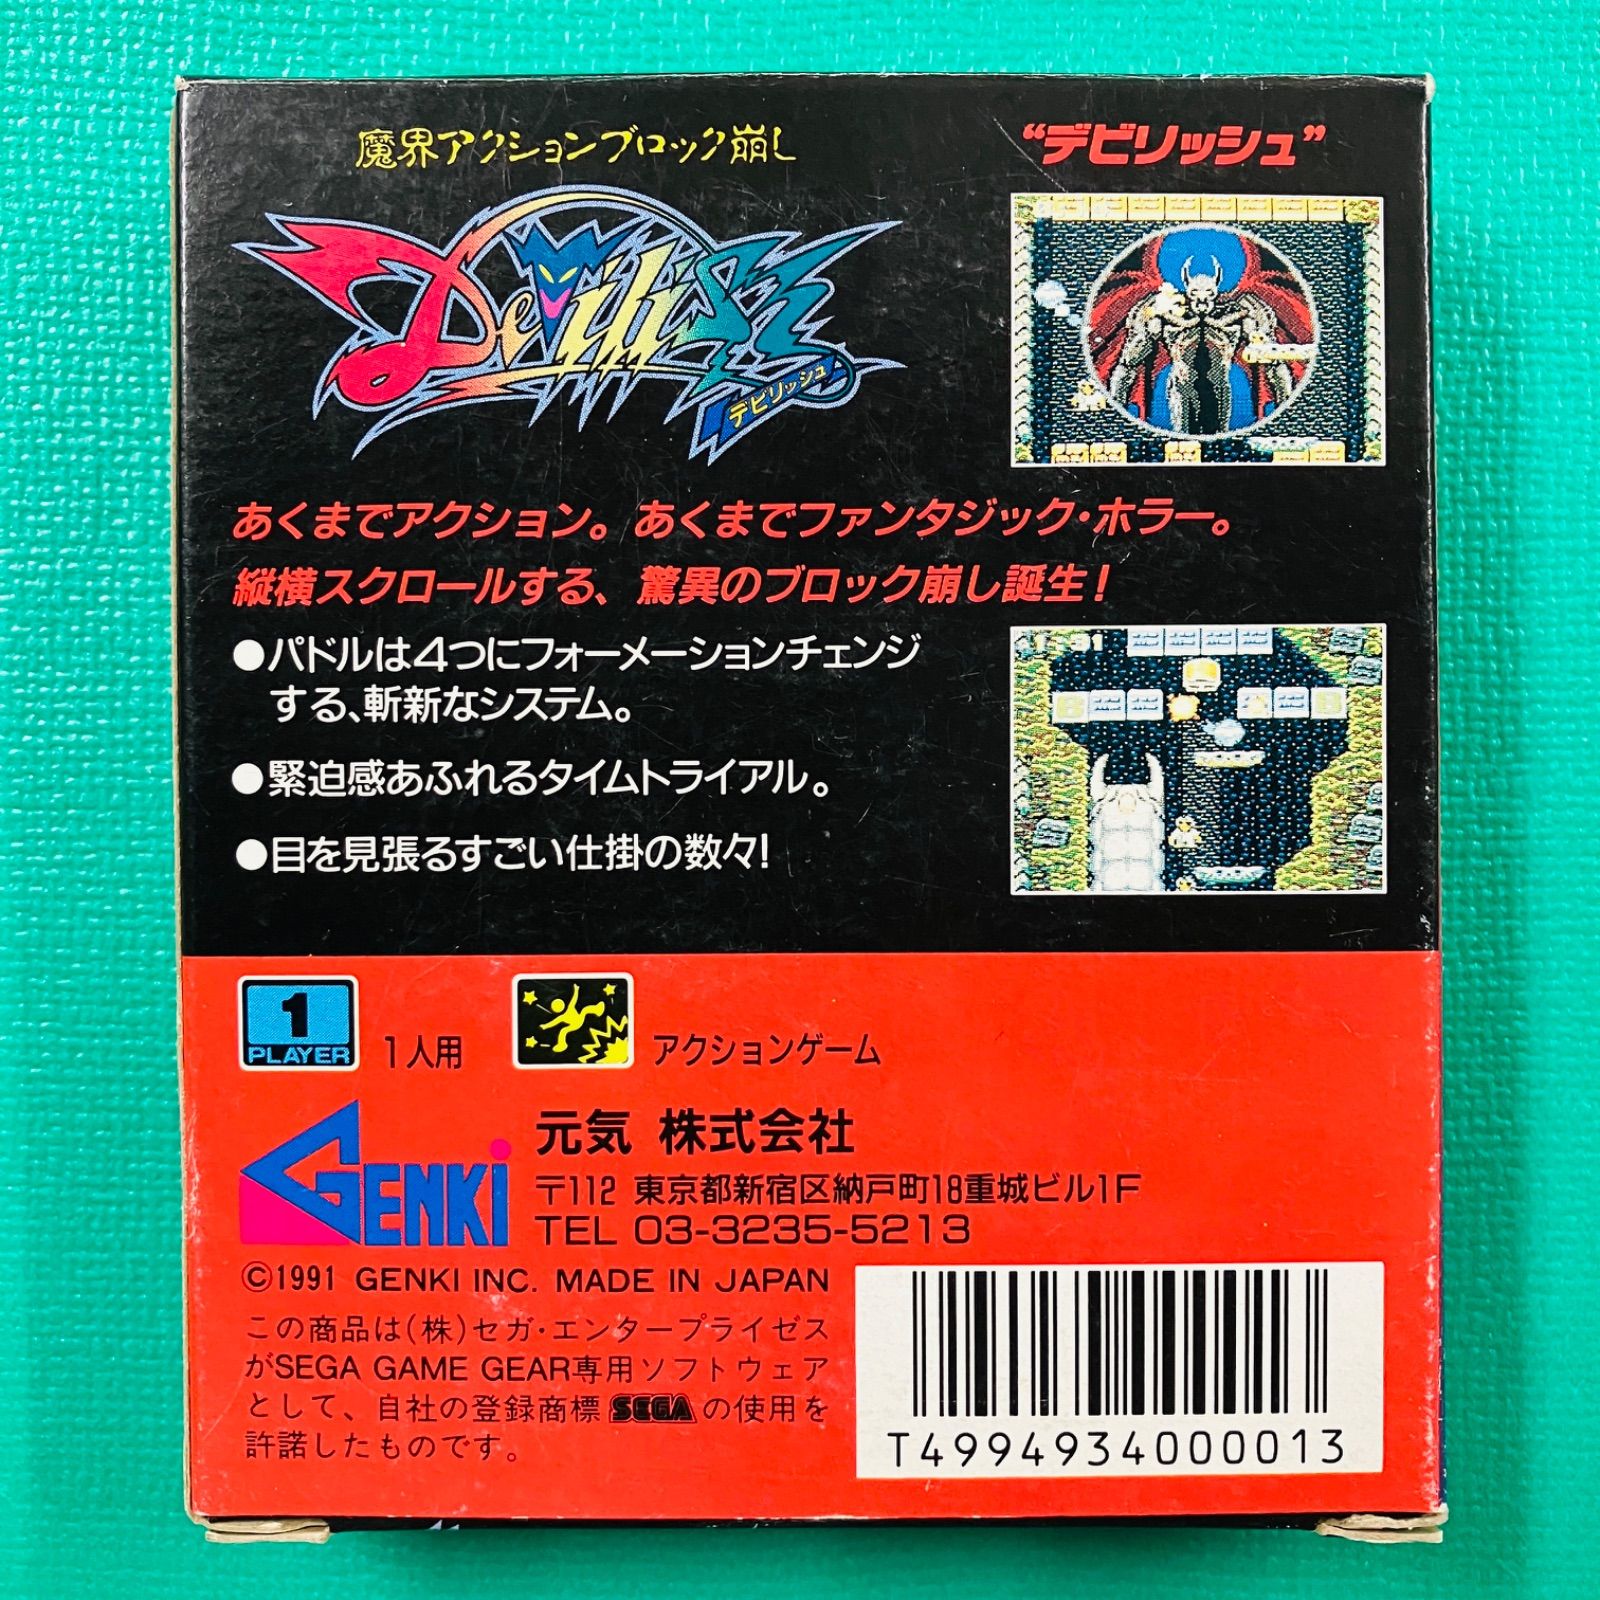 魔界アクションブロック崩し
Devilish
デビリッシュ
“デビリッシュ”
あくまでアクション。あくまでファンタジック・ホラー。
縦横スクロールする、驚異のブロック崩し誕生!
●パドルは4つにフォーメーションチェンジ
する、斬新なシステム。
●緊迫感あふれるタイムトライアル。
●目を見張るすごい仕掛の数々!
1
PLAYER
1人用
アクションゲーム
GENKI
元気 株式会社
〒112 東京都新宿区納戸町18重城ビル1F
TEL 03-3235-5213
©1991 GENKI INC. MADE IN JAPAN
この商品は(株)セガ・エンタープライゼス
がSEGA GAME GEAR専用ソフトウェア
として、自社の登録商標 SEGA の使用を
許諾したものです。
T4994934000013